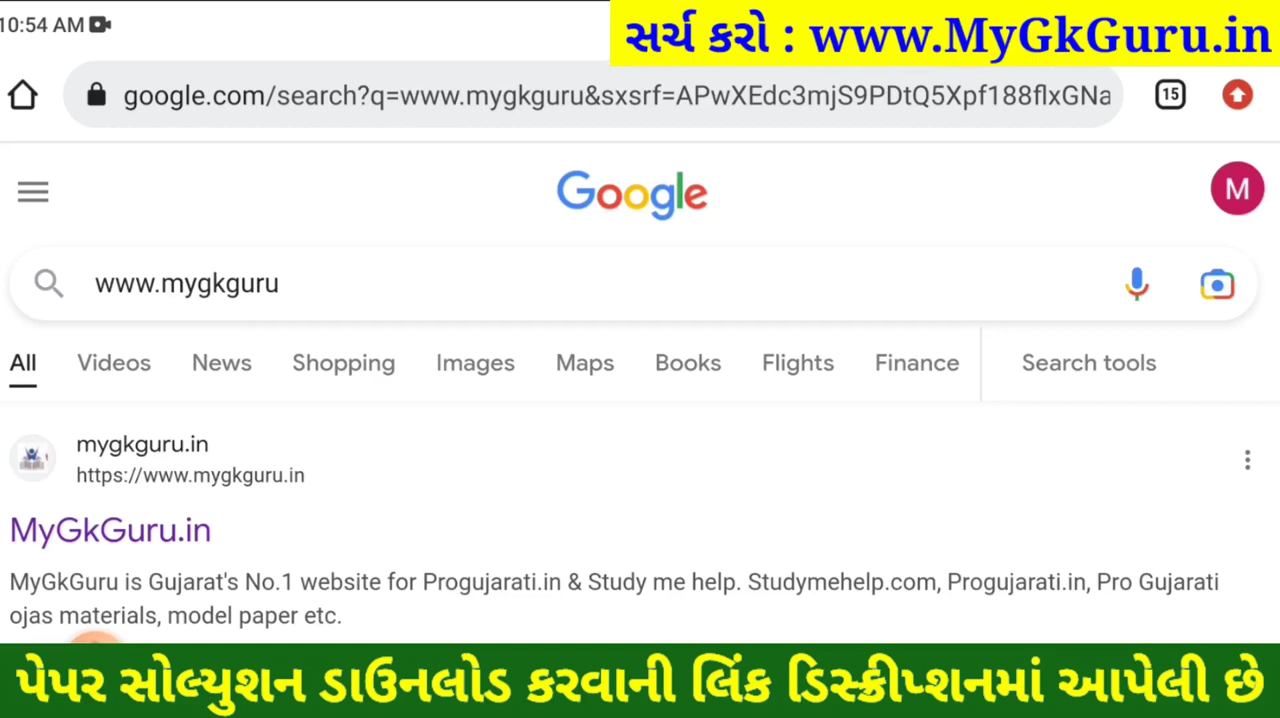 10:54 AM
સર્ચ કરો : www.MyGkGuru.in
google.com/search?q=www.mygkguru&sxsrf=APwXEdc3mjS9PDtQ5Xpf188flxGNa
15
Google
M
www.mygkguru
All Videos News Shopping Images Maps Books Flights Finance Search tools
mygkguru.in
https://www.mygkguru.in
MyGkGuru.in
MyGkGuru is Gujarat's No.1 website for Progujarati.in & Study me help. Studymehelp.com, Progujarati.in, Pro Gujarati
ojas materials, model paper etc.
પેપર સોલ્યુશન ડાઉનલોડ કરવાની લિંક ડિસ્ક્રીપ્શનમાં આપેલી છે